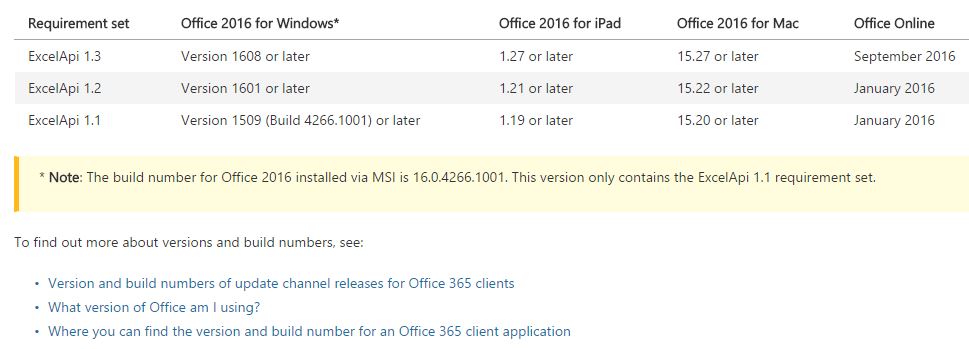 Requirement set Office 2016 for Windows* Office 2016 for iPad Office 2016 for Mac Office Online
ExcelApi 1.3 Version 1608 or later 1.27 or later 15.27 or later September 2016
ExcelApi 1.2 Version 1601 or later 1.21 or later 15.22 or later January 2016
ExcelApi 1.1 Version 1509 (Build 4266.1001) or later 1.19 or later 15.20 or later January 2016
* Note: The build number for Office 2016 installed via MSI is 16.0.4266.1001. This version only contains the ExcelApi 1.1 requirement set.
To find out more about versions and build numbers, see:
• Version and build numbers of update channel releases for Office 365 clients
• What version of Office am I using?
• Where you can find the version and build number for an Office 365 client application